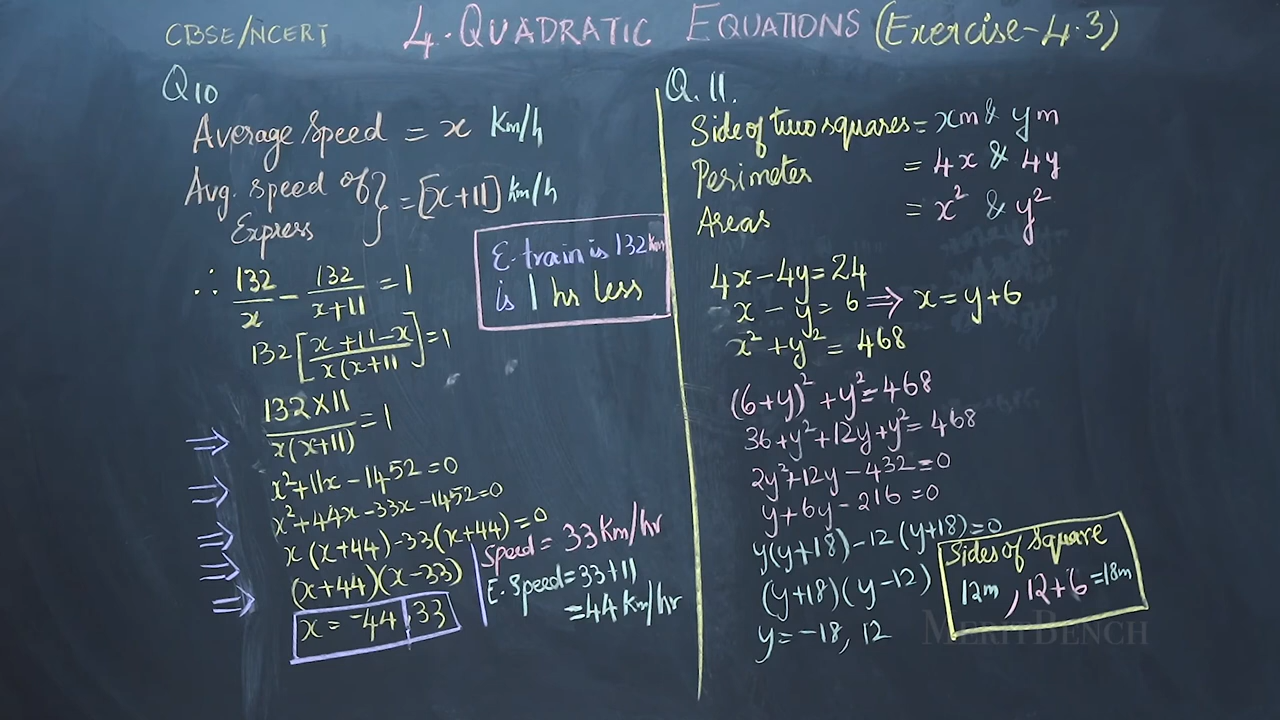 CBSE/NCERT 4. QUADRATIC EQUATIONS (Exercise-4.3)
Q10
Average Speed = x Km/h
Avg. speed of } = [x+11] Km/h
Express
E. train is 132 km
is 1 hr less
∴ 132/x - 132/x+11 = 1
132[x+11-x/x(x+11] = 1
⇒ 132×11/x(x+11) = 1
⇒ x²+11x-1452=0
x²+44x-33x-1452=0
⇒ x(x+44)-33(x+44)=0
⇒ (x+44)(x-33)
⇒ x = -44, 33
Speed = 33 Km/hr
E. Speed = 33+11
= 44 Km/hr
Q. 11.
Side of two squares = xm & ym
Perimeter = 4x & 4y
Areas = x² & y²
4x-4y=24
x - y = 6 ⇒ x = y+6
x²+y² = 468
(6+y)²+y²=468
36+y²+12y+y²=468
2y²+12y-432=0
y+6y-216=0
y(y+18)-12(y+18)=0
(y+18)(y-12)
y=-18, 12
Sides of Square
12m, 12+6=18m
MERITBENCH